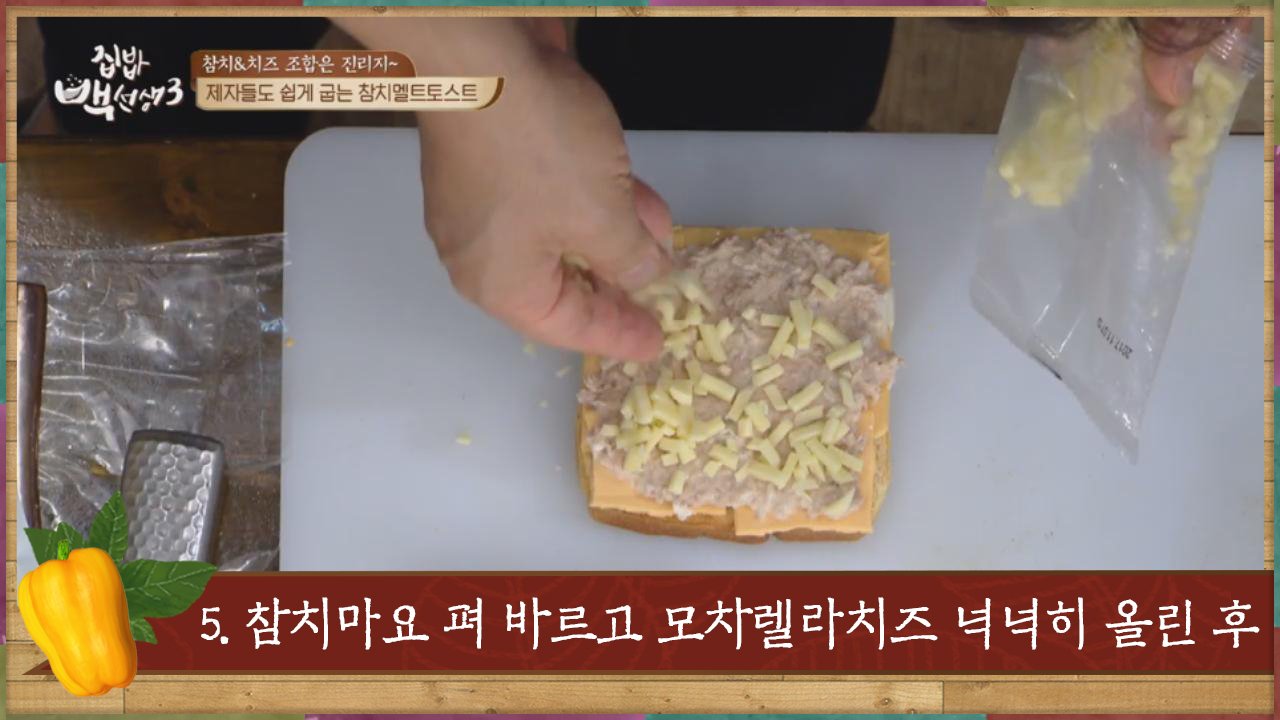 집밥
백선생3
참치&치즈 조합은 진리지~
제자들도 쉽게 굽는 참치멜트토스트
5. 참치마요 펴 바르고 모차렐라치즈 넉넉히 올린 후